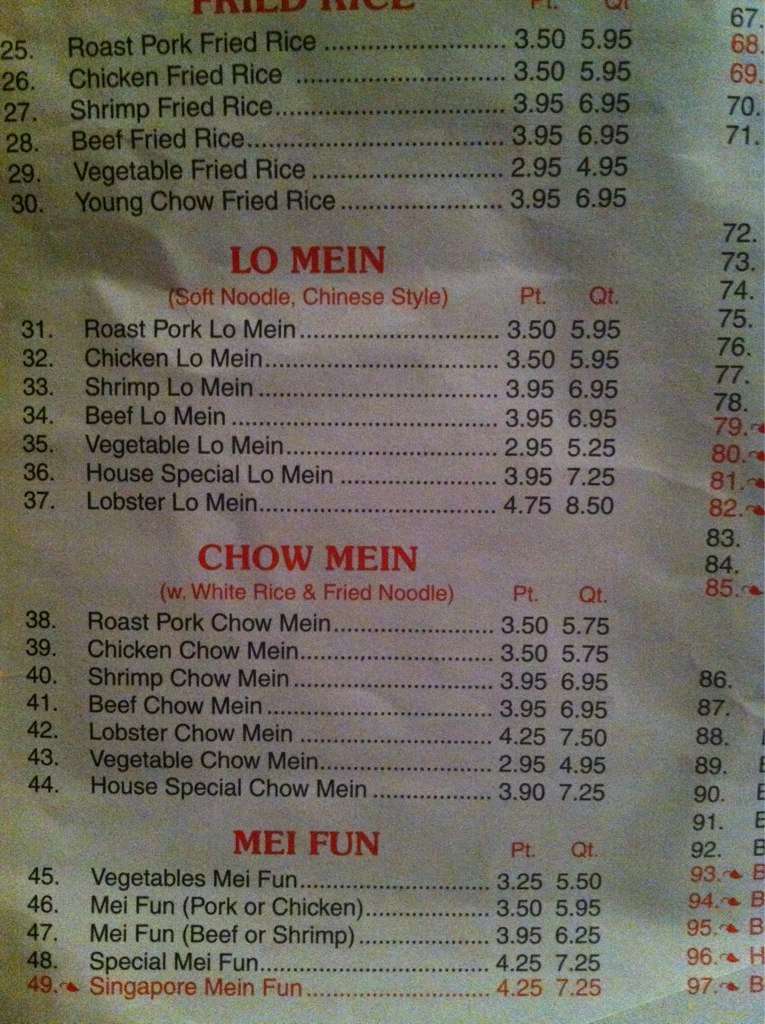 FRIED RICE Pt. Qt
25. Roast Pork Fried Rice ........................ 3.50 5.95
26. Chicken Fried Rice ............................ 3.50 5.95
27. Shrimp Fried Rice.............................. 3.95 6.95
28. Beef Fried Rice.................................. 3.95 6.95
29. Vegetable Fried Rice ......................... 2.95 4.95
30. Young Chow Fried Rice ..................... 3.95 6.95
LO MEIN
(Soft Noodle, Chinese Style) Pt. Qt.
31. Roast Pork Lo Mein............................ 3.50 5.95
32. Chicken Lo Mein................................ 3.50 5.95
33. Shrimp Lo Mein ................................. 3.95 6.95
34. Beef Lo Mein ..................................... 3.95 6.95
35. Vegetable Lo Mein............................. 2.95 5.25
36. House Special Lo Mein ...................... 3.95 7.25
37. Lobster Lo Mein................................. 4.75 8.50
CHOW MEIN
(w. White Rice & Fried Noodle) Pt. Qt.
38. Roast Pork Chow Mein....................... 3.50 5.75
39. Chicken Chow Mein........................... 3.50 5.75
40. Shrimp Chow Mein ............................ 3.95 6.95
41. Beef Chow Mein ................................ 3.95 6.95
42. Lobster Chow Mein ........................... 4.25 7.50
43. Vegetable Chow Mein........................ 2.95 4.95
44. House Special Chow Mein ................. 3.90 7.25
MEI FUN Pt. Qt.
45. Vegetables Mei Fun........................... 3.25 5.50
46. Mei Fun (Pork or Chicken).................. 3.50 5.95
47. Mei Fun (Beef or Shrimp) ................... 3.95 6.25
48. Special Mei Fun................................. 4.25 7.25
49. Singapore Mein Fun .......................... 4.25 7.25
67.
68.
69.
70.
71.
72.
73.
74.
75.
76.
77.
78.
79.
80.
81.
82.
83.
84.
85.
86.
87.
88.
89.
90.
91.
92. B
93. B
94. B
95. B
96. H
97. B